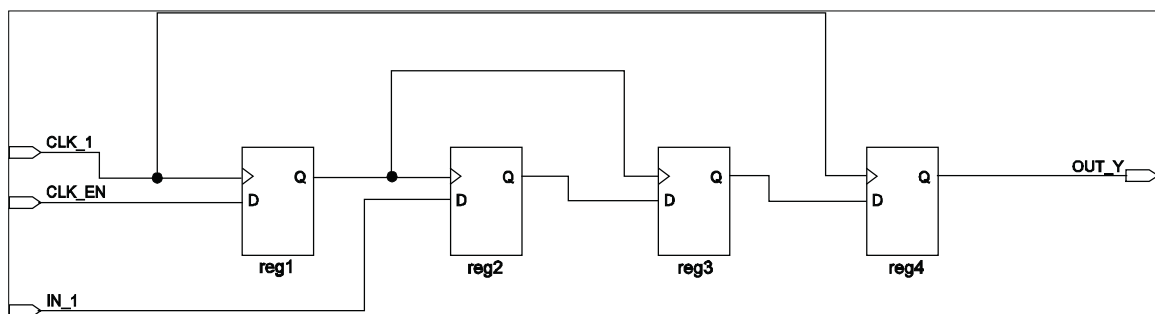 CLK_1
CLK_EN
IN_1
Q
D
reg1
Q
D
reg2
Q
D
reg3
Q
D
reg4
OUT_Y